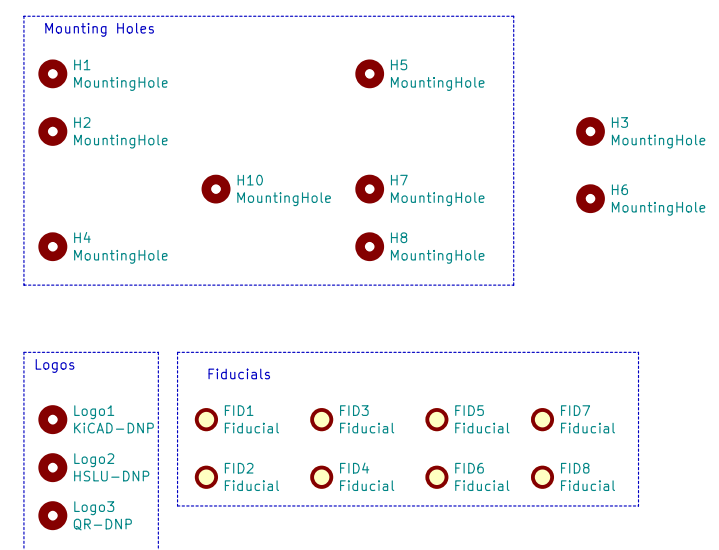 Mounting Holes
H1
MountingHole
H5
MountingHole
H2
MountingHole
H3
MountingHole
H10
MountingHole
H7
MountingHole
H6
MountingHole
H4
MountingHole
H8
MountingHole
Logos
Logo1
KiCAD-DNP
Logo2
HSLU-DNP
Logo3
QR-DNP
Fiducials
FID1
Fiducial
FID3
Fiducial
FID5
Fiducial
FID7
Fiducial
FID2
Fiducial
FID4
Fiducial
FID6
Fiducial
FID8
Fiducial